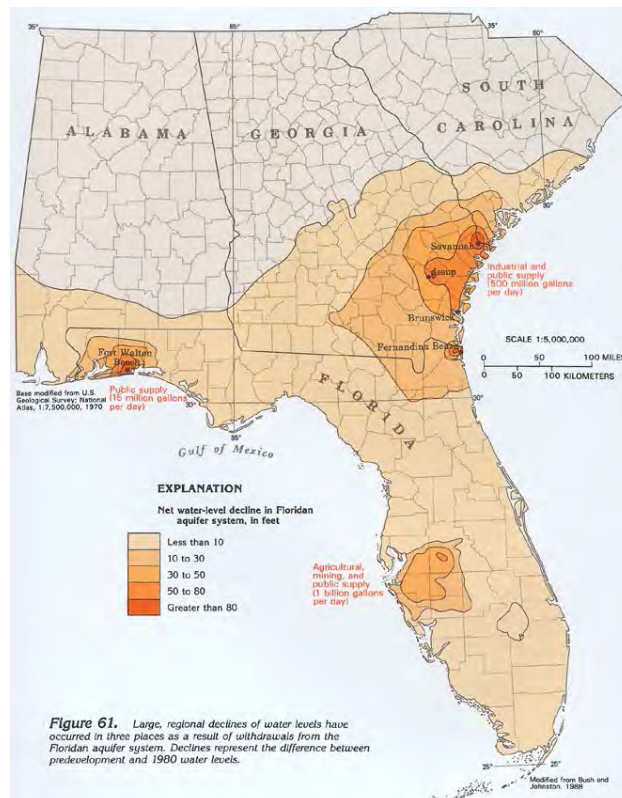 35°
85°
35°
80°
SOUTH
CAROLINA
ALABAMA
GEORGIA
80°
Savannah
Jesup
Industrial and
public supply
(500 million gallons
per day)
Brunswick
SCALE 1:5,000,000
Fernandina Beach
0 50 100 MILES
0 50 100 KILOMETERS
Fort Walton
Beach
Base modified from U.S.
Geological Survey; National
Atlas, 1:7,500,000, 1970
Public supply
(15 million gallons
per day)
30°
30°
FLORIDA
85°
Gulf of Mexico
EXPLANATION
Net water-level decline in Floridan
aquifer system, in feet
Less than 10
10 to 30
30 to 50
50 to 80
Greater than 80
Agricultural,
mining, and
public supply
(1 billion gallons
per day)
Figure 61. Large, regional declines of water levels have
occurred in three places as a result of withdrawals from the
Floridan aquifer system. Declines represent the difference between
predevelopment and 1980 water levels.
25°
25°
Modified from Bush and
Johnston, 1988